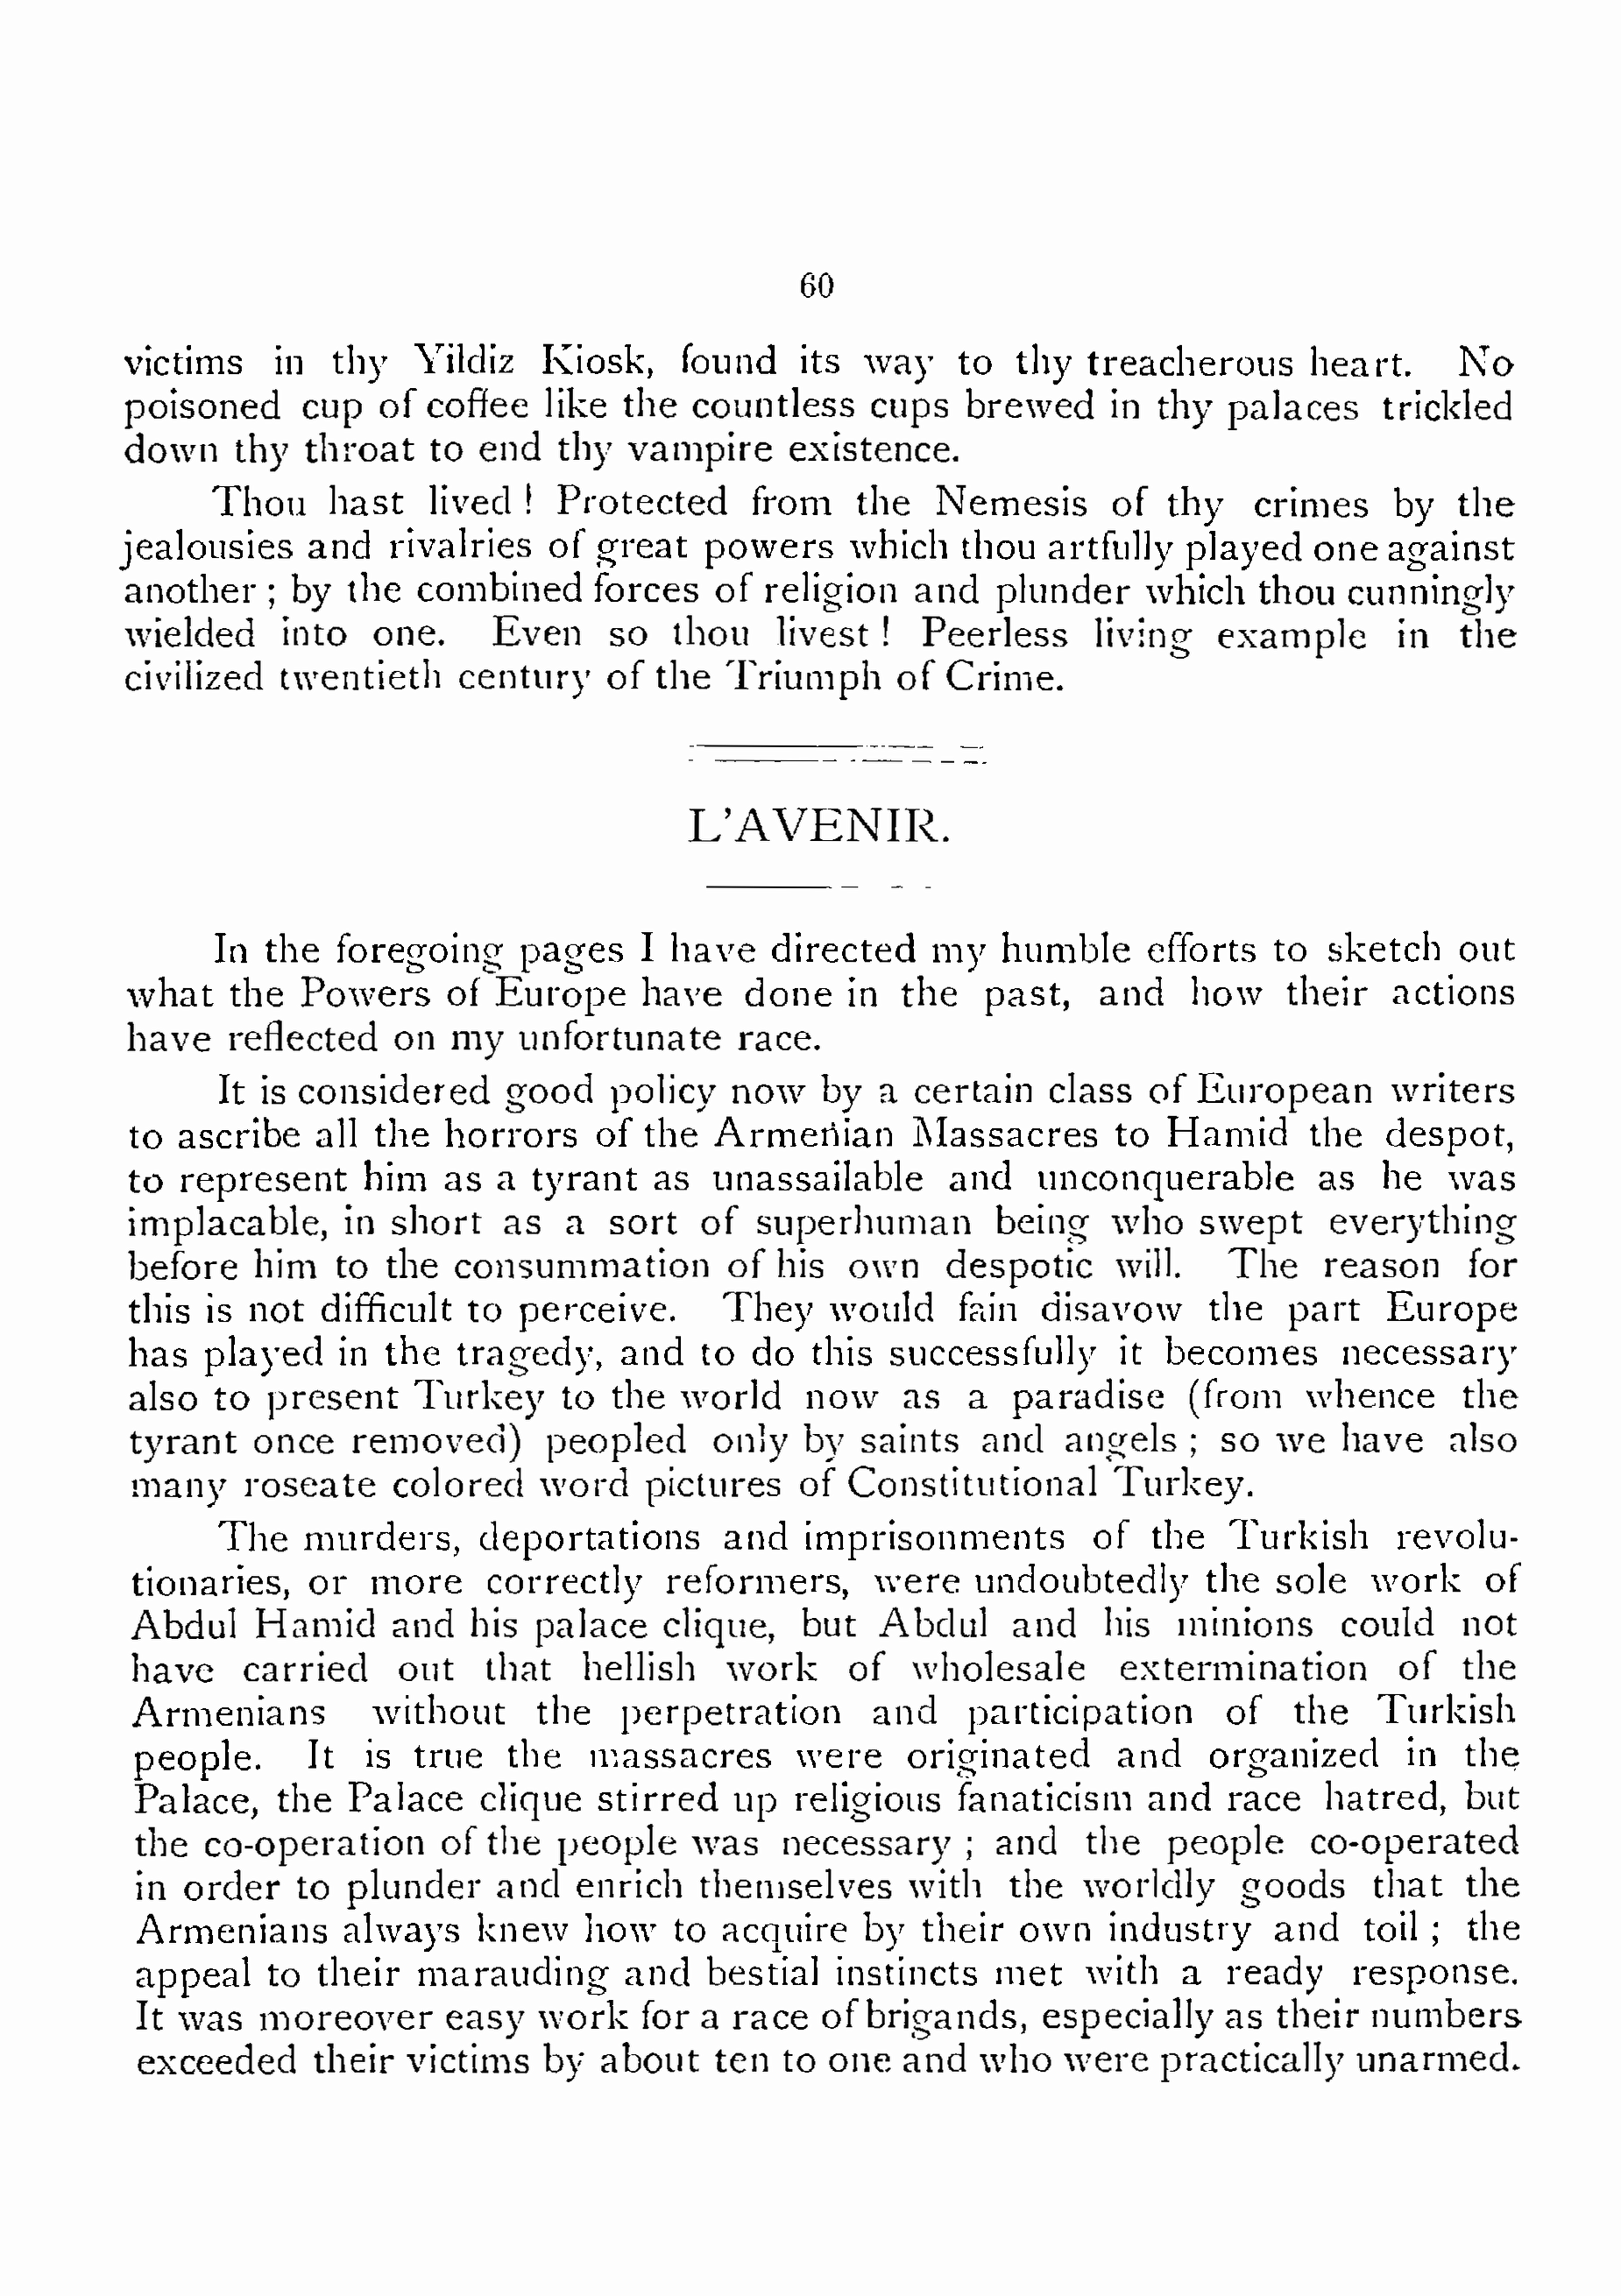 60
victims in thy Yildiz Kiosk, found its way to thy treacherous heart. No
poisoned cup of coffee like the countless cups brewed in thy palaces trickled
down thy throat to end thy vampire existence.
Thou hast lived ! Protected from the Nemesis of thy crimes by the
jealousies and rivalries of great powers which thou artfully played one against
another ; by the combined forces of religion and plunder which thou cunningly
wielded into one. Even so thou livest ! Peerless living example in the
civilized twentieth century of the Triumph of Crime.
L'AVENIR.
In the foregoing pages I have directed my humble efforts to sketch out
what the Powers of Europe have done in the past, and how their actions
have reflected on my unfortunate race.
It is considered good policy now by a certain class of European writers
to ascribe all the horrors of the Armenian Massacres to Hamid the despot,
to represent him as a tyrant as unassailable and unconquerable as he was
implacable, in short as a sort of superhuman being who swept everything
before him to the consummation of his own despotic will. The reason for
this is not difficult to perceive. They would fain disavow the part Europe
has played in the tragedy, and to do this successfully it becomes necessary
also to present Turkey to the world now as a paradise (from whence the
tyrant once removed) peopled only by saints and angels ; so we have also
many roseate colored word pictures of Constitutional Turkey.
The murders, deportations and imprisonments of the Turkish revolu-
tionaries, or more correctly reformers, were undoubtedly the sole work of
Abdul Hamid and his palace clique, but Abdul and his minions could not
have carried out that hellish work of wholesale extermination of the
Armenians without the perpetration and participation of the Turkish
people. It is true the massacres were originated and organized in the
Palace, the Palace clique stirred up religious fanaticism and race hatred, but
the co-operation of the people was necessary ; and the people co-operated
in order to plunder and enrich themselves with the worldly goods that the
Armenians always knew how to acquire by their own industry and toil ; the
appeal to their marauding and bestial instincts met with a ready response.
It was moreover easy work for a race of brigands, especially as their numbers
exceeded their victims by about ten to one and who were practically unarmed.